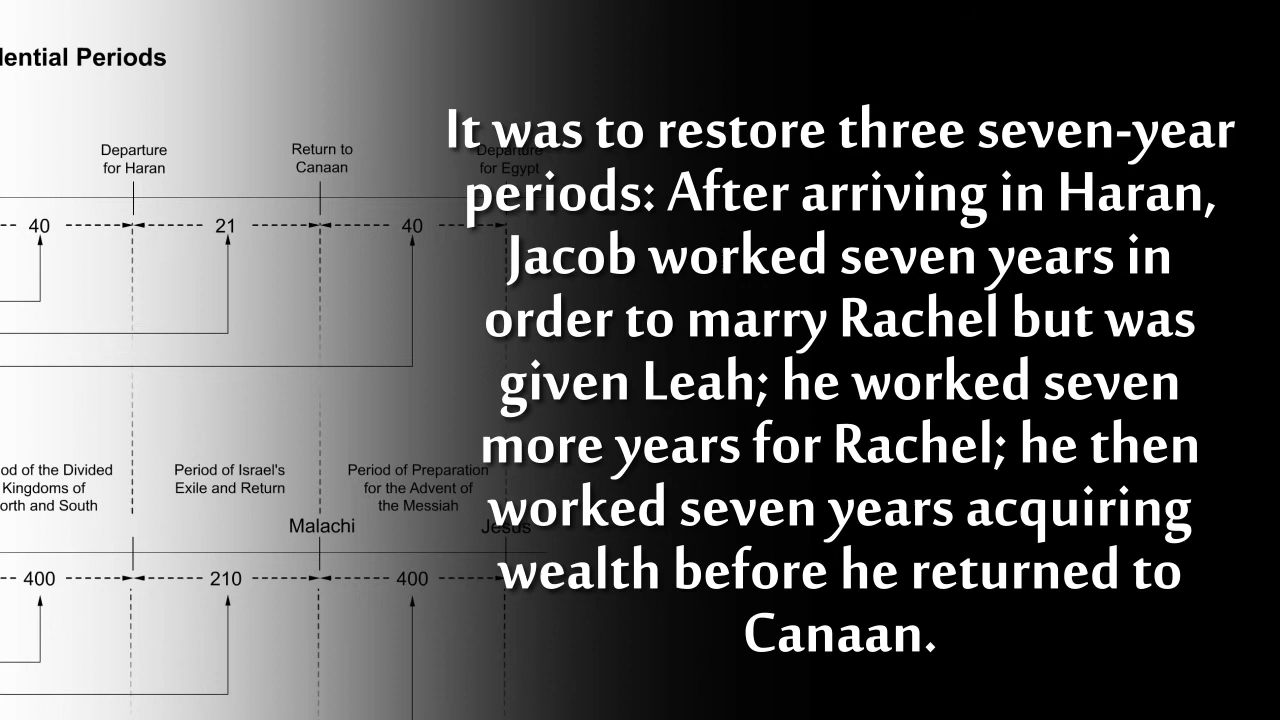 dential Periods
Departure
for Haran
Return to
Canaan
Departure
for Egypt
40
21
40
od of the Divided
Kingdoms of
orth and South
Period of Israel's
Exile and Return
Period of Preparation
for the Advent of
the Messiah
Malachi
Jesus
400
210
400
It was to restore three seven-year
periods: After arriving in Haran,
Jacob worked seven years in
order to marry Rachel but was
given Leah; he worked seven
more years for Rachel; he then
worked seven years acquiring
wealth before he returned to
Canaan.